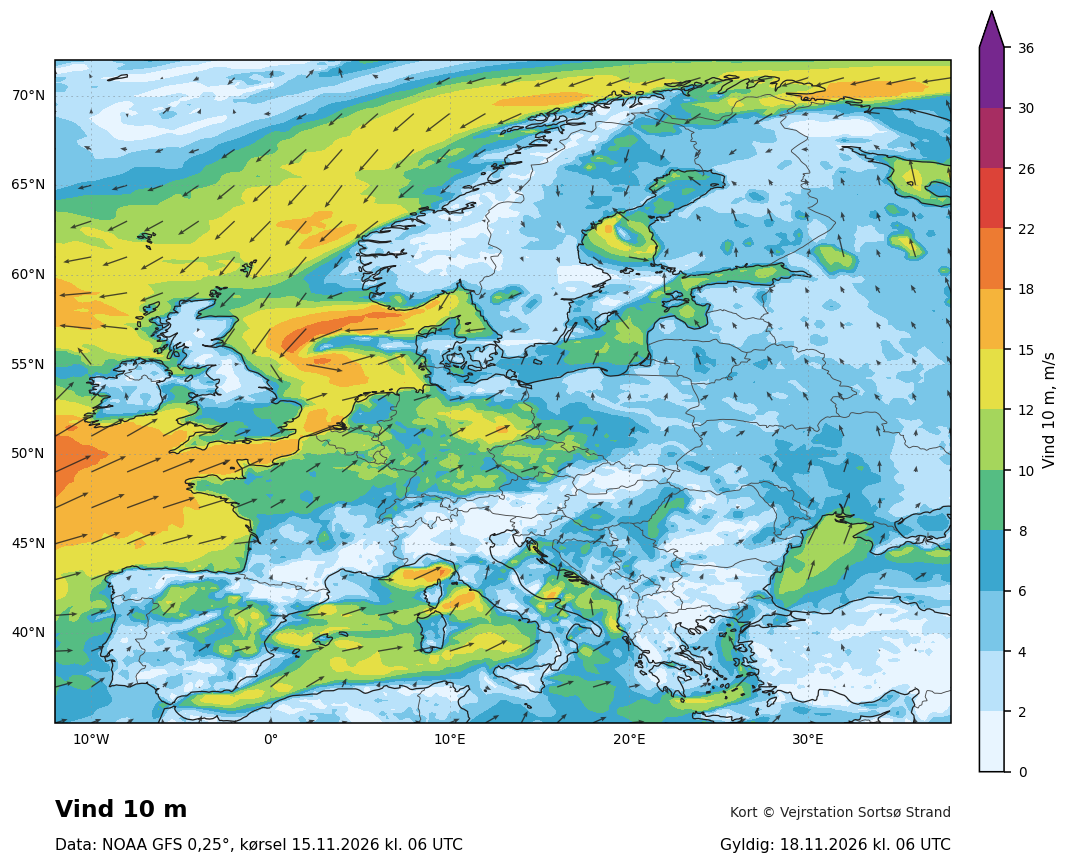 36
30
26
22
18
15
12
10
8
6
4
2
0
Vind 10 m, m/s
70°N
65°N
60°N
55°N
50°N
45°N
40°N
10°W
0°
10°E
20°E
30°E
Vind 10 m
Kort © Vejrstation Sortsø Strand
Data: NOAA GFS 0,25°, kørsel 15.11.2026 kl. 06 UTC
Gyldig: 18.11.2026 kl. 06 UTC